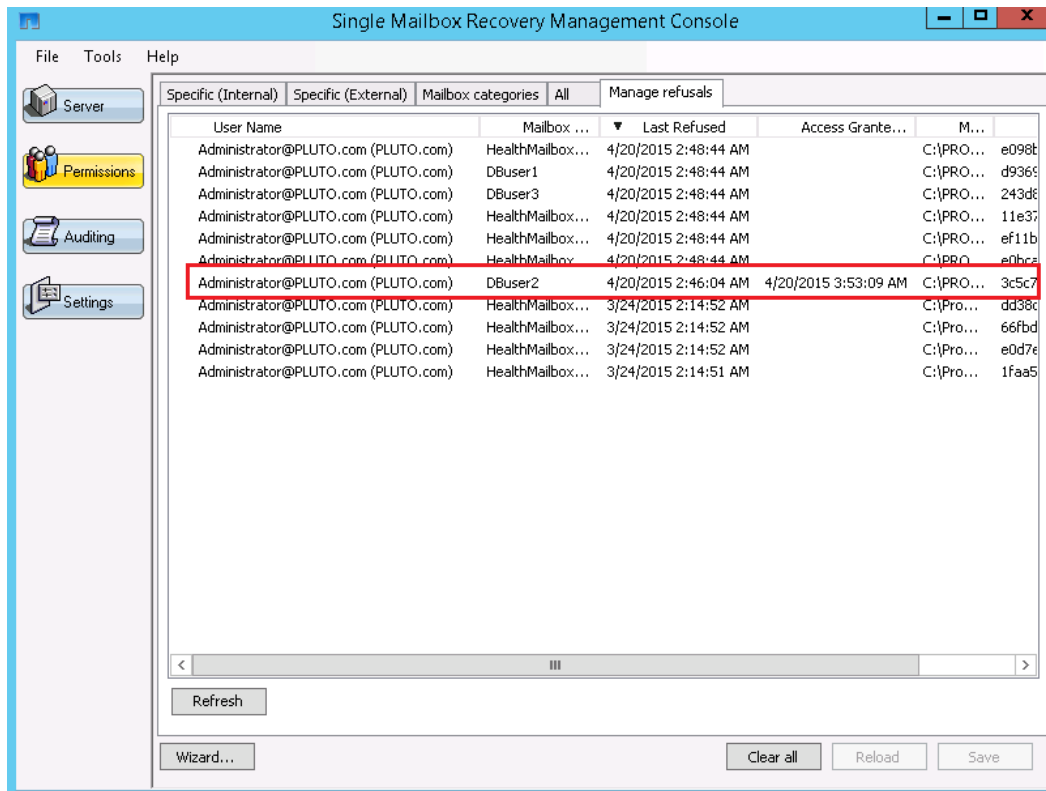 Single Mailbox Recovery Management Console
File Tools Help
Server
Permissions
Auditing
Settings
Specific (Internal) Specific (External) Mailbox categories All Manage refusals
User Name Mailbox ... Last Refused Access Grante... M...
Administrator@PLUTO.com (PLUTO.com) HealthMailbox... 4/20/2015 2:48:44 AM C:\PRO... e098b
Administrator@PLUTO.com (PLUTO.com) DBuser1 4/20/2015 2:48:44 AM C:\PRO... d9369
Administrator@PLUTO.com (PLUTO.com) DBuser3 4/20/2015 2:48:44 AM C:\PRO... 243d8
Administrator@PLUTO.com (PLUTO.com) HealthMailbox... 4/20/2015 2:48:44 AM C:\PRO... 11e37
Administrator@PLUTO.com (PLUTO.com) HealthMailbox... 4/20/2015 2:48:44 AM C:\PRO... ef11b
Administrator@PLUTO.com (PLUTO.com) HealthMailbox... 4/20/2015 2:48:44 AM C:\PRO... e0bca
Administrator@PLUTO.com (PLUTO.com) DBuser2 4/20/2015 2:46:04 AM 4/20/2015 3:53:09 AM C:\PRO... 3c5c7
Administrator@PLUTO.com (PLUTO.com) HealthMailbox... 3/24/2015 2:14:52 AM C:\Pro... dd38c
Administrator@PLUTO.com (PLUTO.com) HealthMailbox... 3/24/2015 2:14:52 AM C:\Pro... 66fbd
Administrator@PLUTO.com (PLUTO.com) HealthMailbox... 3/24/2015 2:14:52 AM C:\Pro... e0d7e
Administrator@PLUTO.com (PLUTO.com) HealthMailbox... 3/24/2015 2:14:51 AM C:\Pro... 1faa5
Refresh
Wizard... Clear all Reload Save